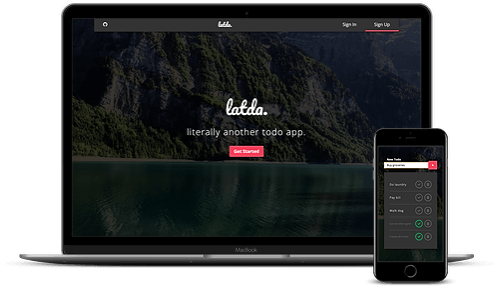 latda.
Sign In
Sign Up
latda.
literally another todo app.
Get Started
MacBook
New Todo
Buy groceries
Do laundry
Pay bill
Walk dog